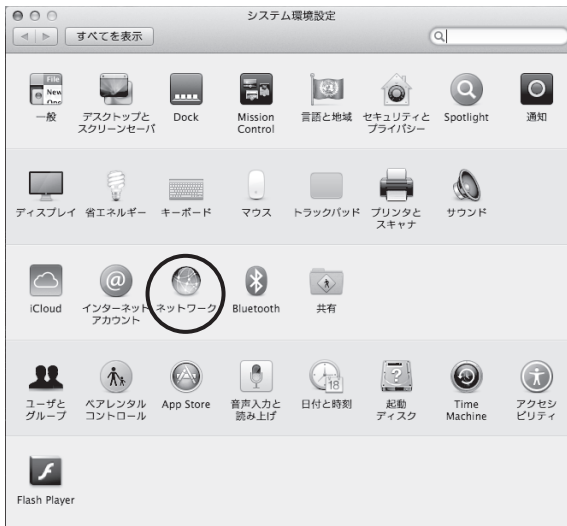 システム環境設定
すべてを表示
File
New
一般
デスクトップと
スクリーンセーバ
Dock
Mission
Control
言語と地域
セキュリティと
プライバシー
Spotlight
通知
ディスプレイ
省エネルギー
キーボード
マウス
トラックパッド
プリンタと
スキャナ
サウンド
iCloud
インターネット
アカウント
ネットワーク
Bluetooth
共有
ユーザと
グループ
ペアレンタル
コントロール
App Store
音声入力と
読み上げ
18
日付と時刻
起動
ディスク
Time
Machine
アクセシ
ビリティ
Flash Player